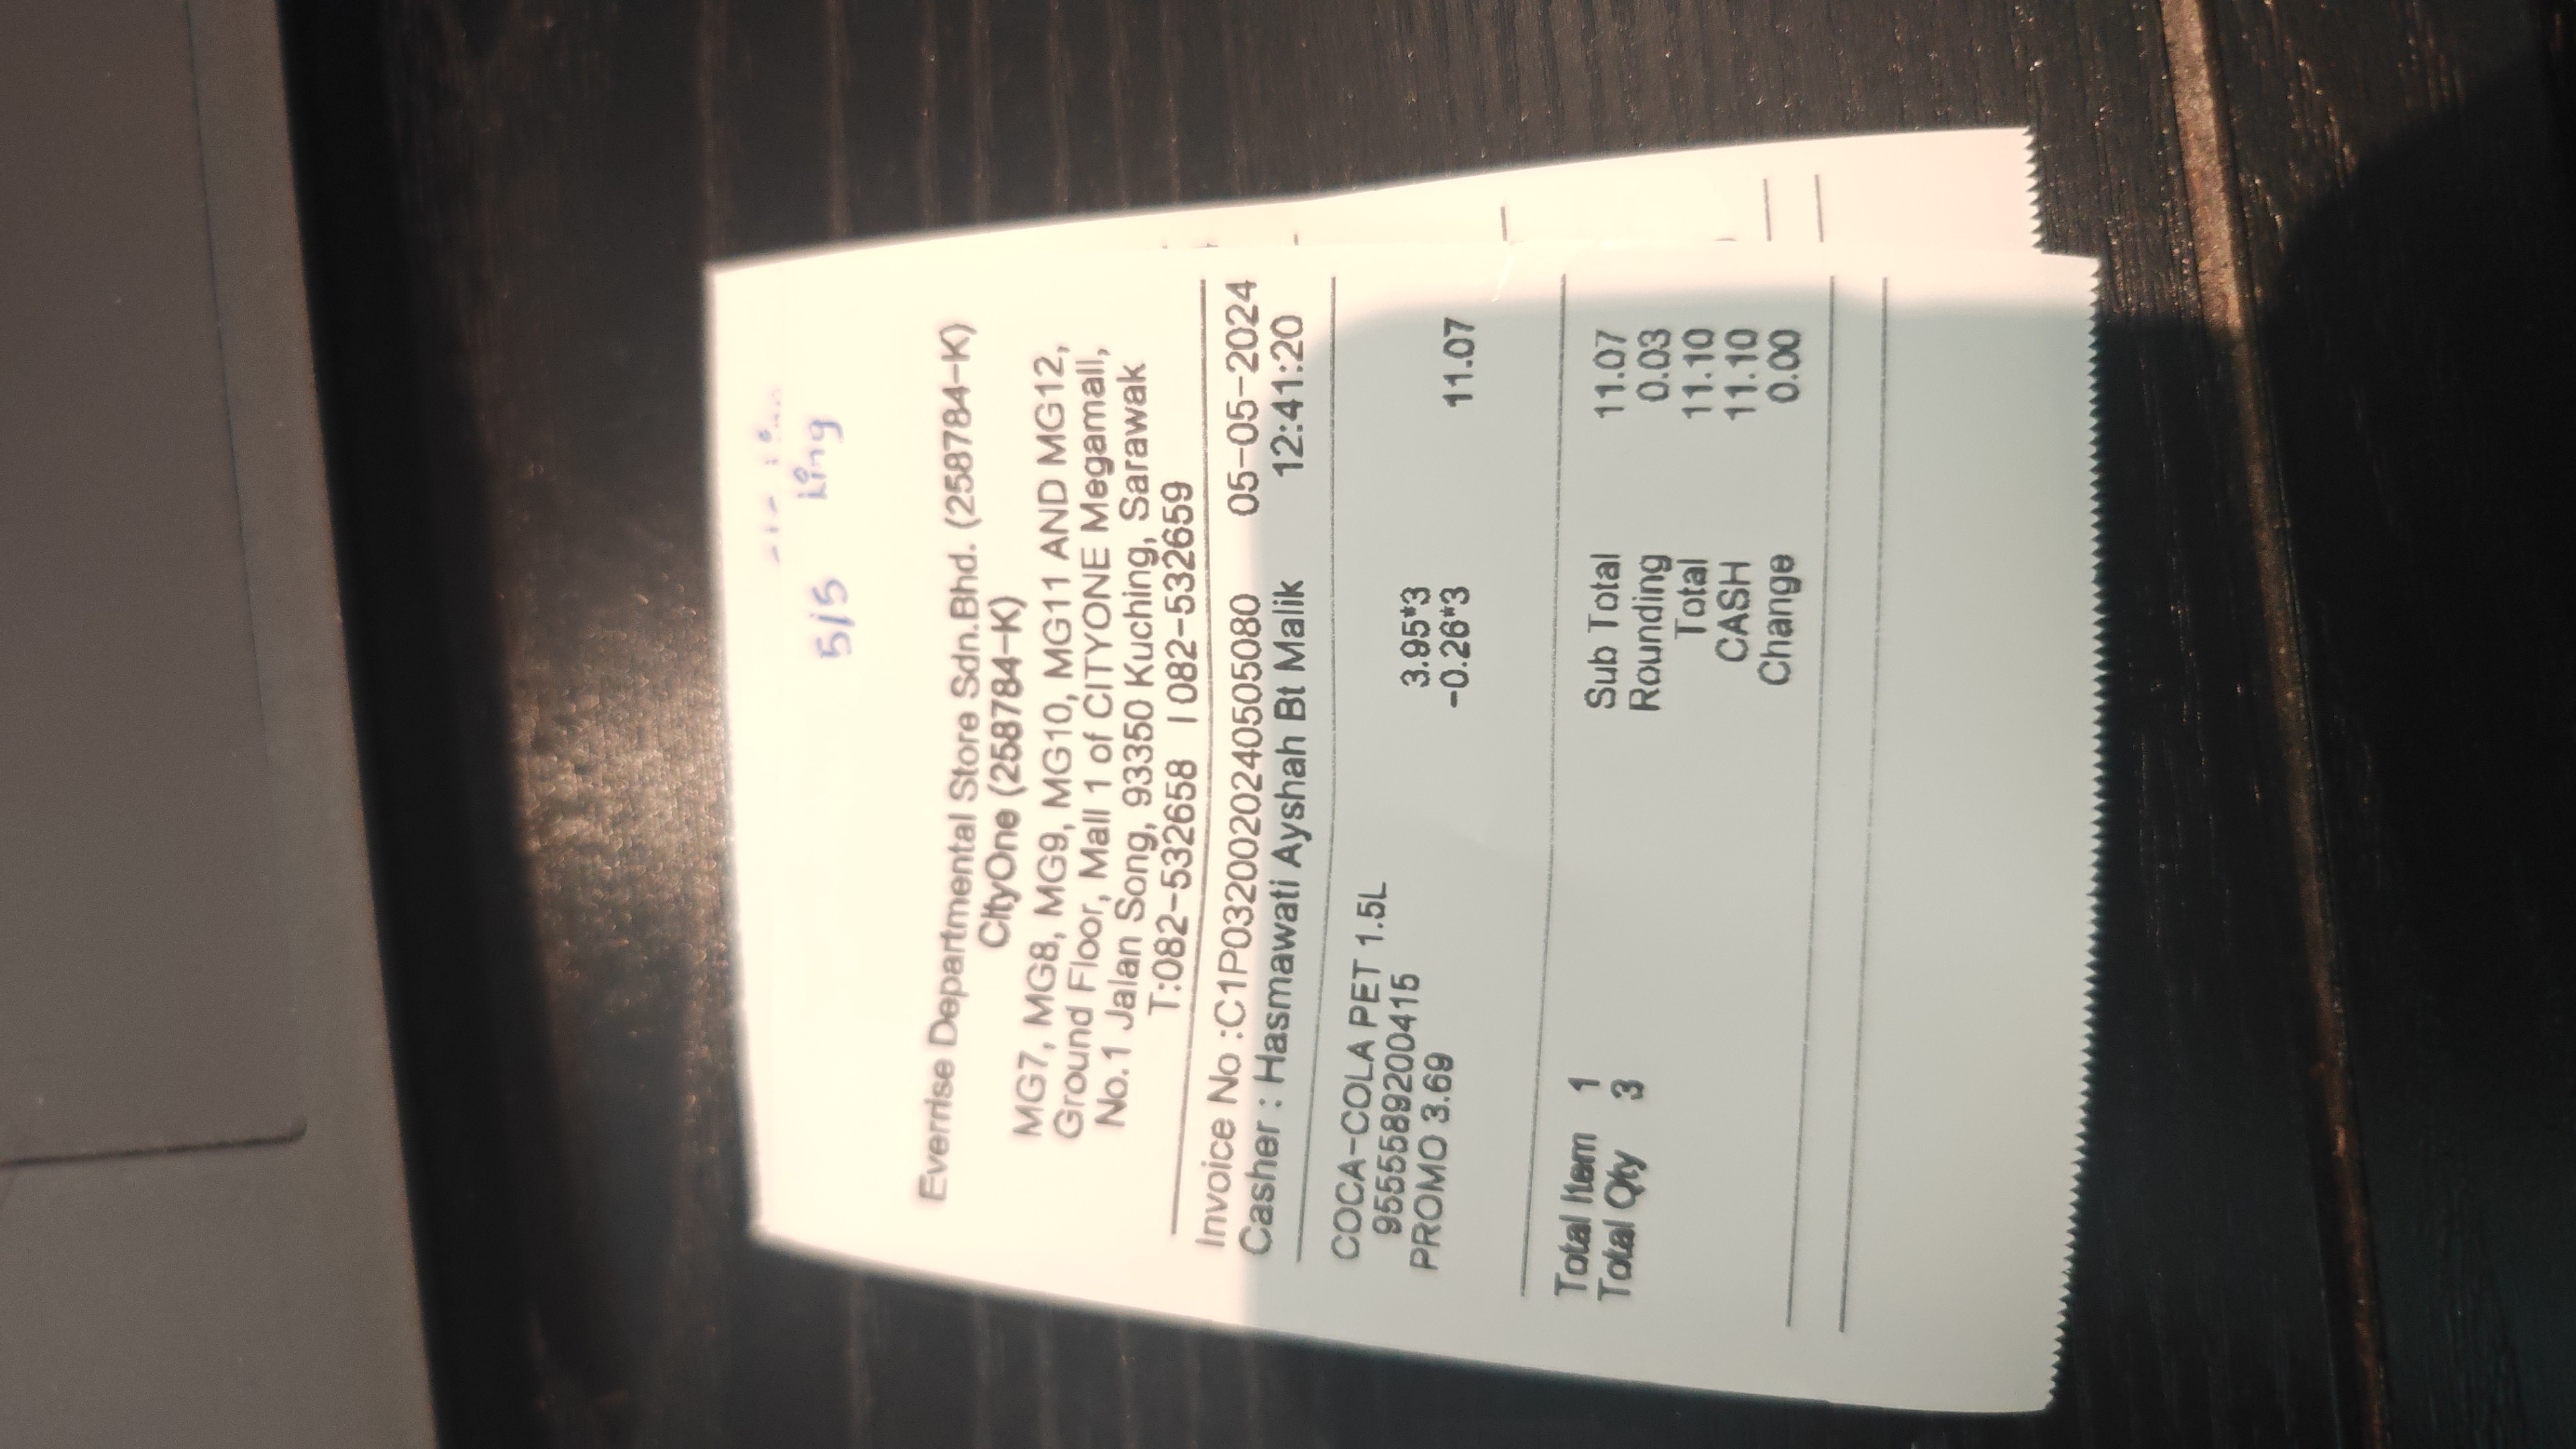 5/5 king
Everrise Departmental Store Sdn.Bhd. (258784-K)
CityOne (258784-K)
MG7, MG8, MG9, MG10, MG11 AND MG12,
Ground Floor, Mall 1 of CITYONE Megamall,
No.1 Jalan Song, 93350 Kuching, Sarawak
T:082-532658 | 082-532659
Invoice No :C1P0320020240505080 05-05-2024
Casher : Hasmawati Ayshah Bt Malik 12:41:20
COCA-COLA PET 1.5L
9555589200415 3.95*3
PROMO 3.69 -0.26*3 11.07
Total Item 1
Total Qty 3
Sub Total 11.07
Rounding 0.03
Total 11.10
CASH 11.10
Change 0.00